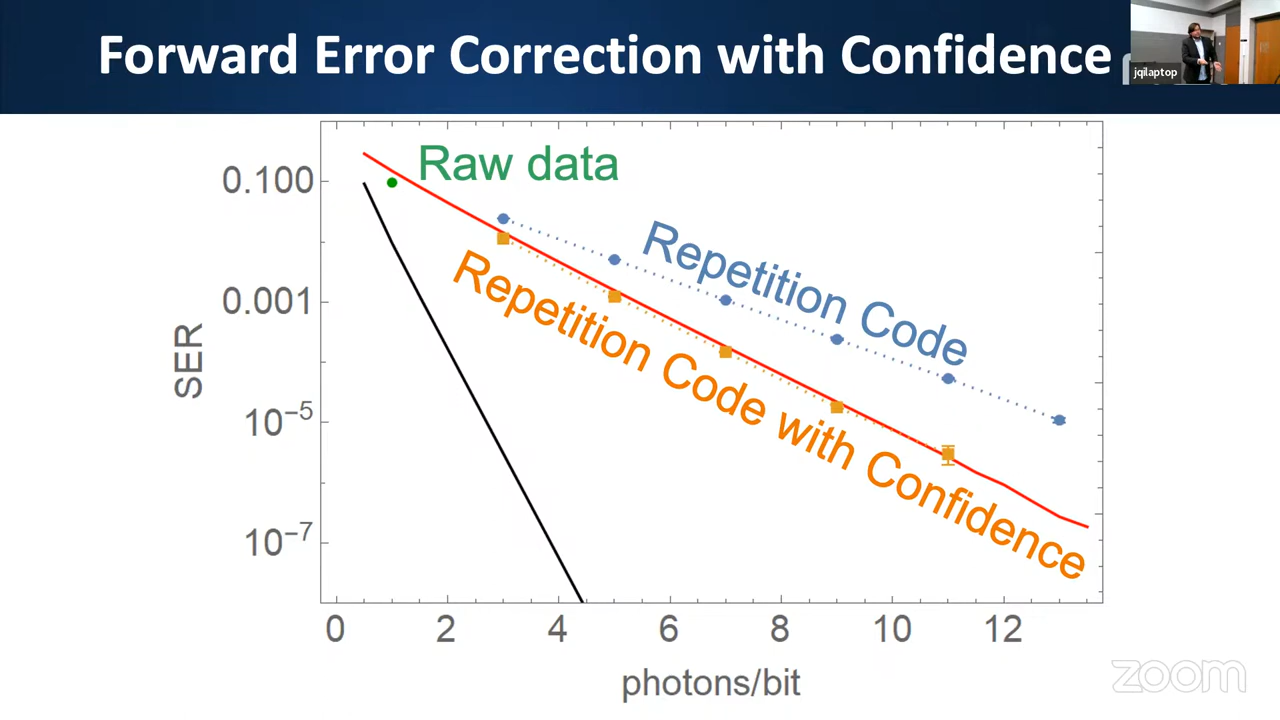 Forward Error Correction with Confidence
jqilaptop
Raw data
Repetition Code
Repetition Code with Confidence
SER
0.100
0.001
10⁻⁵
10⁻⁷
0 2 4 6 8 10 12
photons/bit
zoom